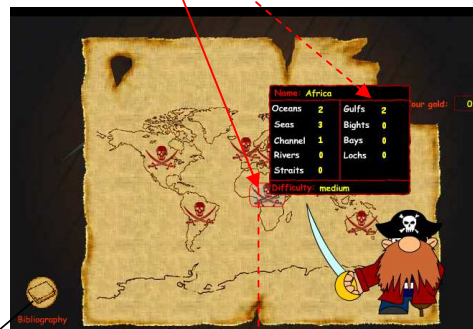 Name: Africa
Oceans 2 Gulfs 2
Seas 3 Bights 0
Channel 1 Bays 0
Rivers 0 Lochs 0
Straits 0
Difficulty: medium
our gold: 0
Bibliography